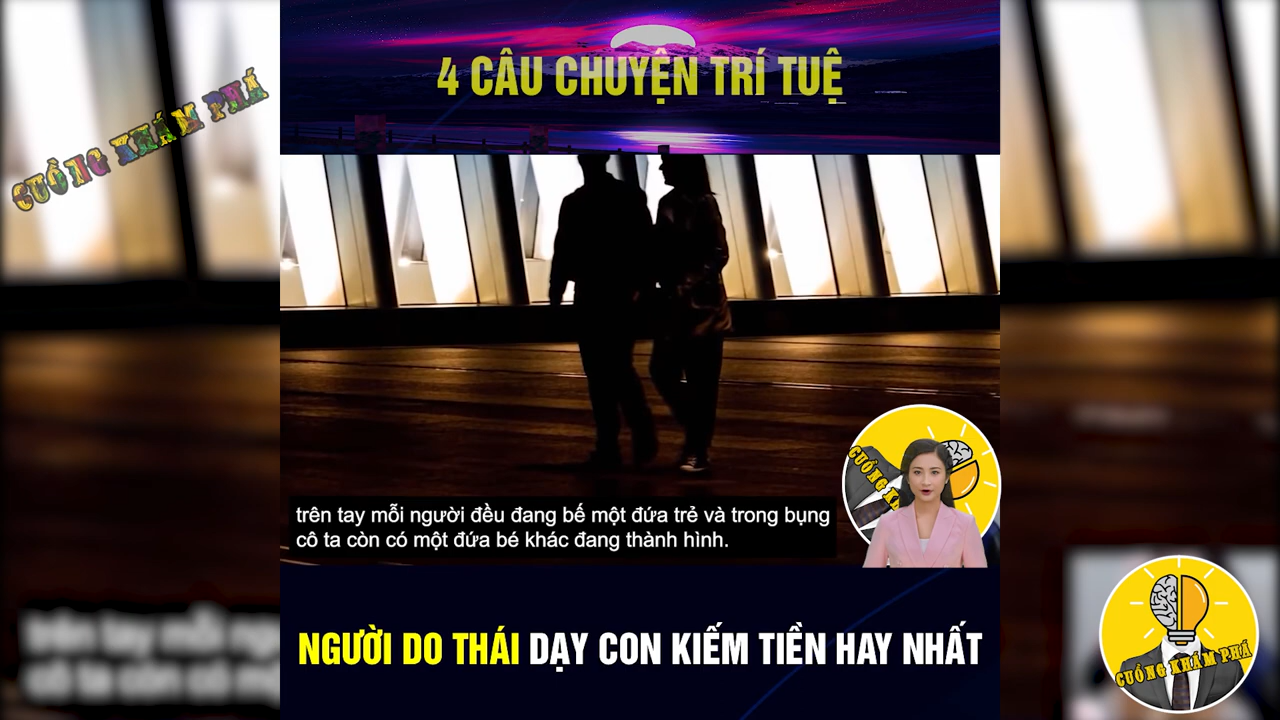 4 CÂU CHUYỆN TRÍ TUỆ
CUỒNG KHÁM PHÁ
CUỒNG
trên tay mỗi người đều đang bế một đứa trẻ và trong bụng
cô ta còn có một đứa bé khác đang thành hình.
NGƯỜI DO THÁI DẠY CON KIẾM TIỀN HAY NHẤT
CUỒNG KHÁM PHÁ